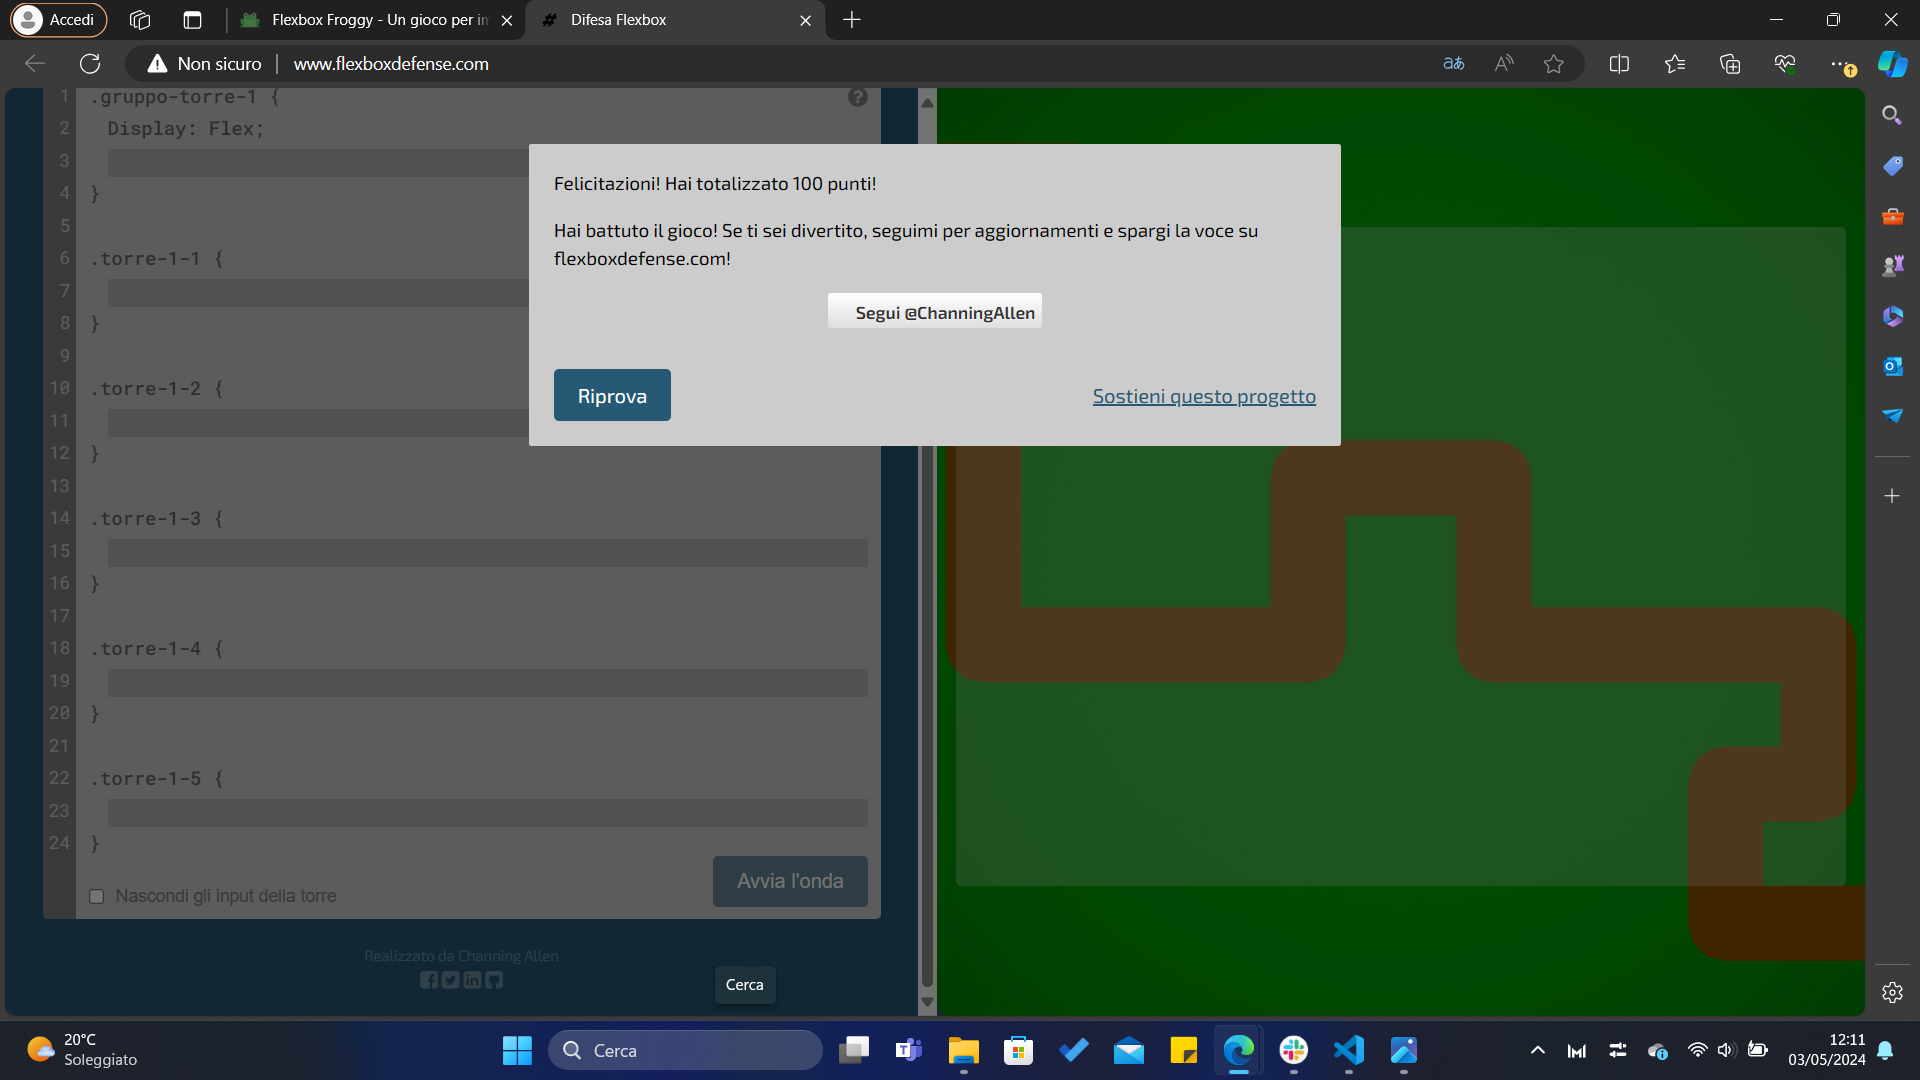 Accedi
Flexbox Froggy - Un gioco per im
Difesa Flexbox
Non sicuro
www.flexboxdefense.com
1 .gruppo-torre-1 {
2 Display: Flex;
3
4 }
5
6 .torre-1-1 {
7
8 }
9
10 .torre-1-2 {
11
12 }
13
14 .torre-1-3 {
15
16 }
17
18 .torre-1-4 {
19
20 }
21
22 .torre-1-5 {
23
24 }
Nascondi gli input della torre
Avvia l'onda
Realizzato da Channing Allen
Cerca
Felicitazioni! Hai totalizzato 100 punti!
Hai battuto il gioco! Se ti sei divertito, seguimi per aggiornamenti e spargi la voce su
flexboxdefense.com!
Segui @ChanningAllen
Riprova
Sostieni questo progetto
20°C
Soleggiato
Cerca
12:11
03/05/2024